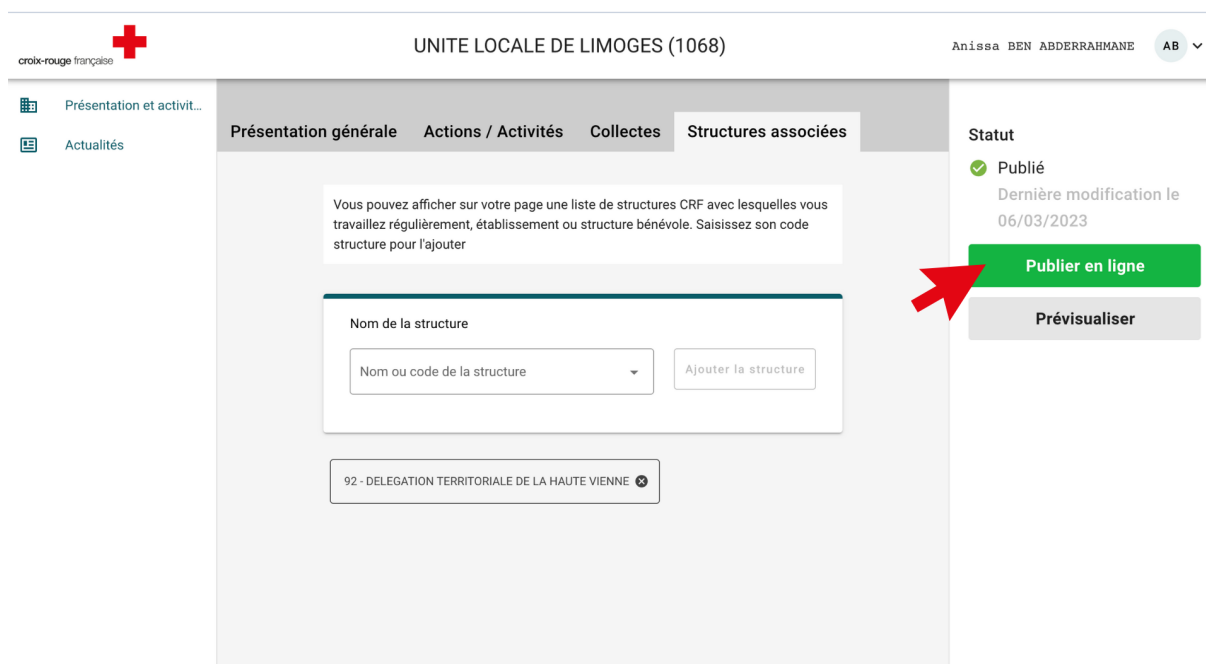 croix-rouge française
UNITE LOCALE DE LIMOGES (1068)
Anissa BEN ABDERRAHMANE
AB
Présentation et activit...
Actualités
Présentation générale
Actions / Activités
Collectes
Structures associées
Vous pouvez afficher sur votre page une liste de structures CRF avec lesquelles vous
travaillez régulièrement, établissement ou structure bénévole. Saisissez son code
structure pour l'ajouter
Nom de la structure
Nom ou code de la structure
Ajouter la structure
92 - DELEGATION TERRITORIALE DE LA HAUTE VIENNE
Statut
Publié
Dernière modification le
06/03/2023
Publier en ligne
Prévisualiser